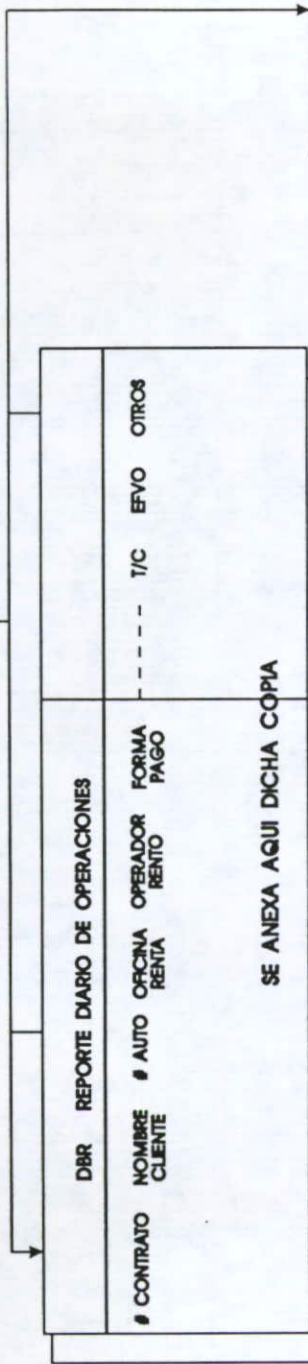 DBR REPORTE DIARIO DE OPERACIONES
# CONTRATO NOMBRE # AUTO OFICINA OPERADOR FORMA - - - - - T/C EFVO OTROS
CLIENTE RENTA RENTO PAGO
SE ANEXA AQUI DICHA COPIA